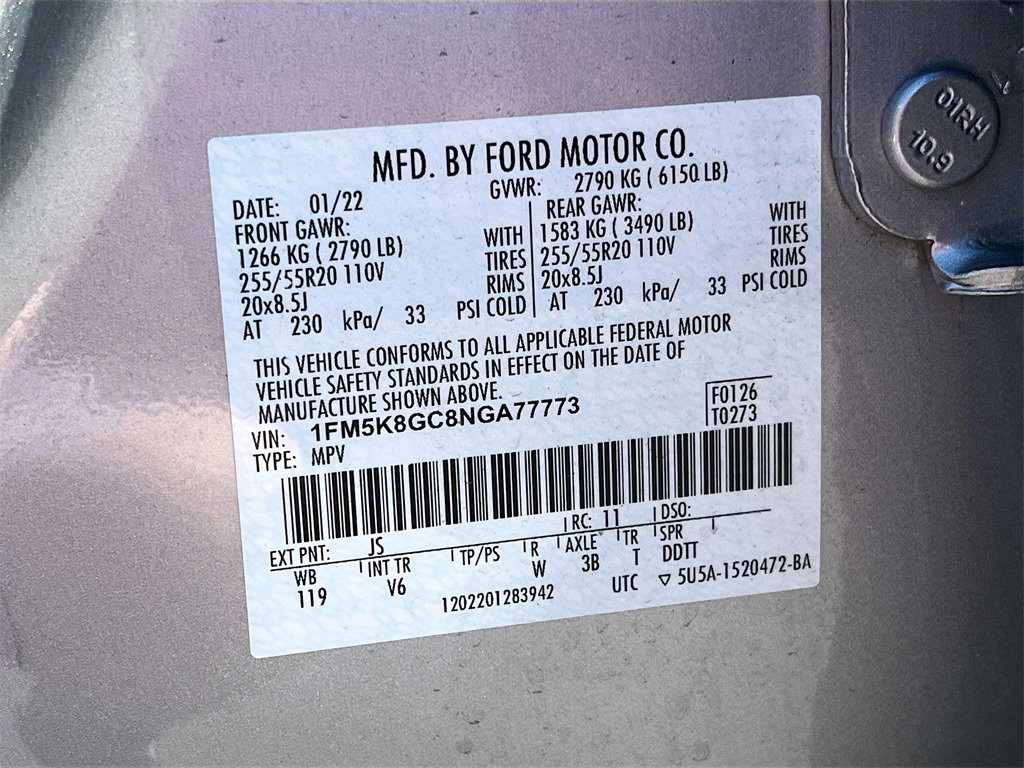 MFD. BY FORD MOTOR CO.
DATE: 01/22
GVWR: 2790 KG ( 6150 LB)
FRONT GAWR:
1266 KG ( 2790 LB) WITH
255/55R20 110V TIRES
20x8.5J RIMS
AT 230 kPa/ 33 PSI COLD
REAR GAWR:
1583 KG ( 3490 LB) WITH
255/55R20 110V TIRES
20x8.5J RIMS
AT 230 kPa/ 33 PSI COLD
THIS VEHICLE CONFORMS TO ALL APPLICABLE FEDERAL MOTOR
VEHICLE SAFETY STANDARDS IN EFFECT ON THE DATE OF
MANUFACTURE SHOWN ABOVE.
VIN: 1FM5K8GC8NGA77773
TYPE: MPV
F0126
T0273
EXT PNT: JS RC: 11 DSO:
WB INT TR TP/PS R AXLE TR SPR
119 V6 W 3B T DDTT
1202201283942 UTC ▽ 5U5A-1520472-BA
01RH
10.9